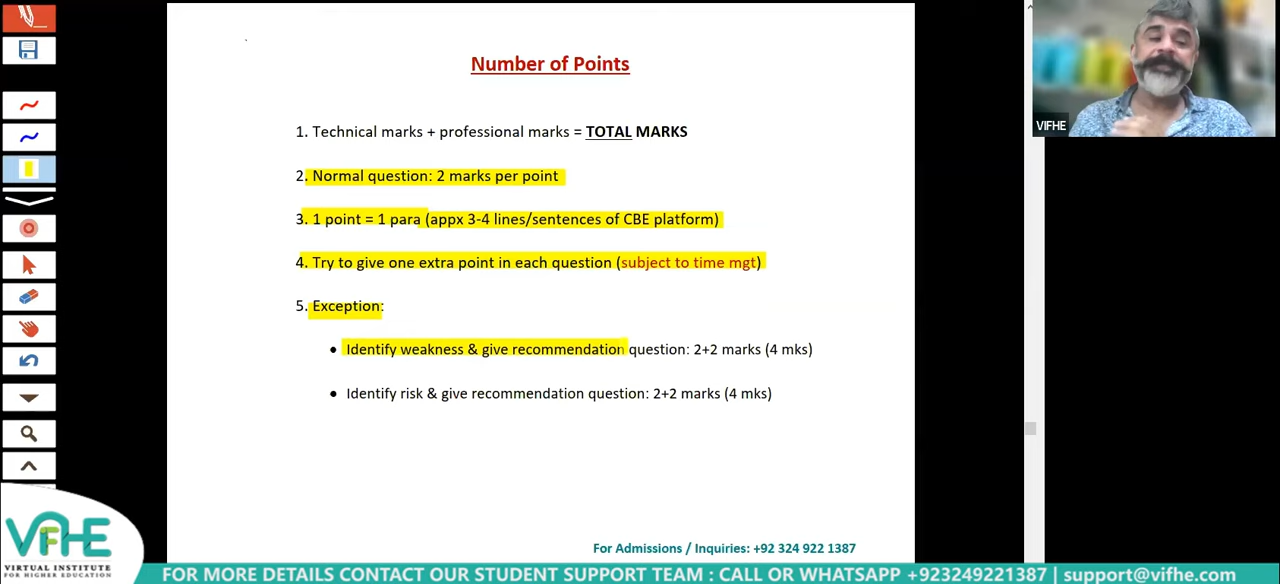 Number of Points
1. Technical marks + professional marks = TOTAL MARKS
2. Normal question: 2 marks per point
3. 1 point = 1 para (appx 3-4 lines/sentences of CBE platform)
4. Try to give one extra point in each question (subject to time mgt)
5. Exception:
• Identify weakness & give recommendation question: 2+2 marks (4 mks)
• Identify risk & give recommendation question: 2+2 marks (4 mks)
For Admissions / Inquiries: +92 324 922 1387
VIFHE
VIFHE
VIRTUAL INSTITUTE
FOR HIGHER EDUCATION
FOR MORE DETAILS CONTACT OUR STUDENT SUPPORT TEAM : CALL OR WHATSAPP +923249221387 | support@vifhe.com